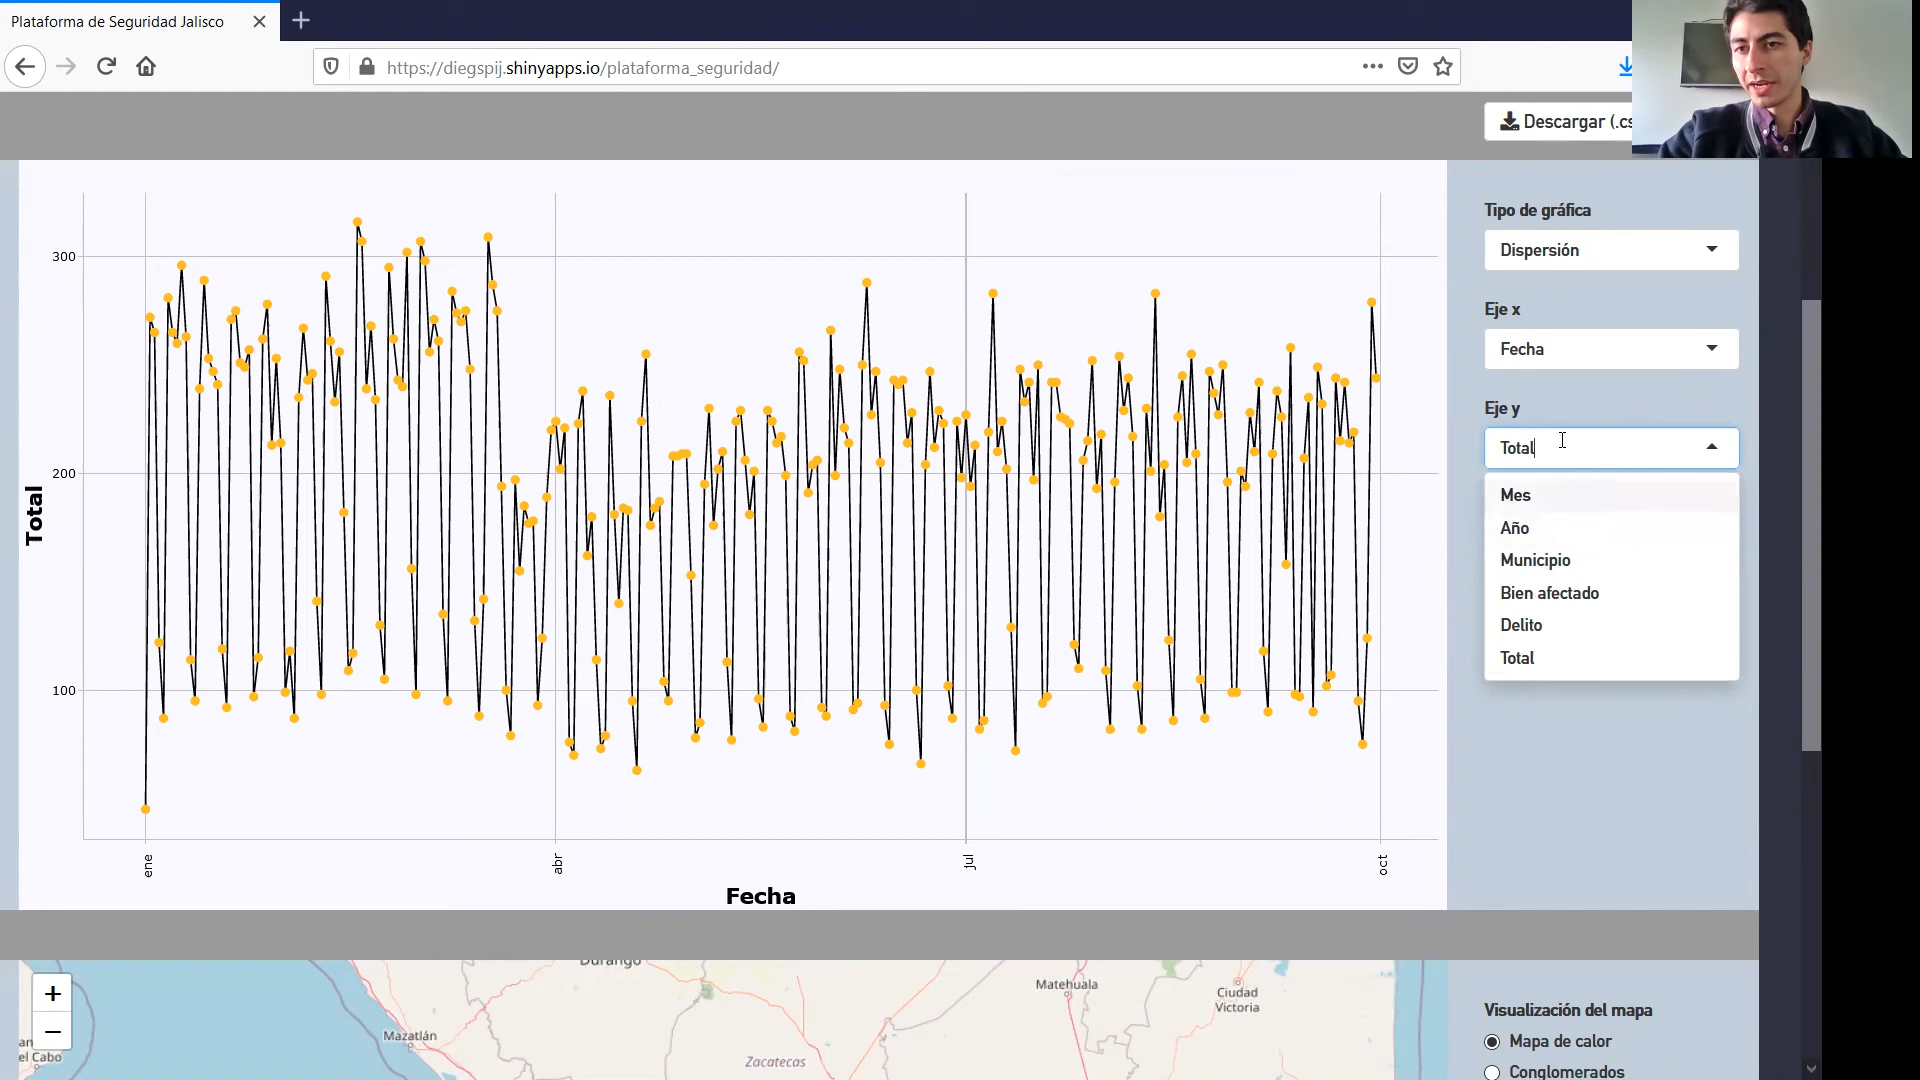 Plataforma de Seguridad Jalisco
https://diegspij.shinyapps.io/plataforma_seguridad/
Descargar (.cs
Tipo de gráfica
Dispersión
Eje x
Fecha
Eje y
Total
Mes
Año
Municipio
Bien afectado
Delito
Total
300
200
100
Total
ene
abr
jul
oct
Fecha
+
−
Durango
Matehuala
Ciudad
Victoria
Mazatlán
Zacatecas
an
el Cabo
Visualización del mapa
Mapa de calor
Conglomerados